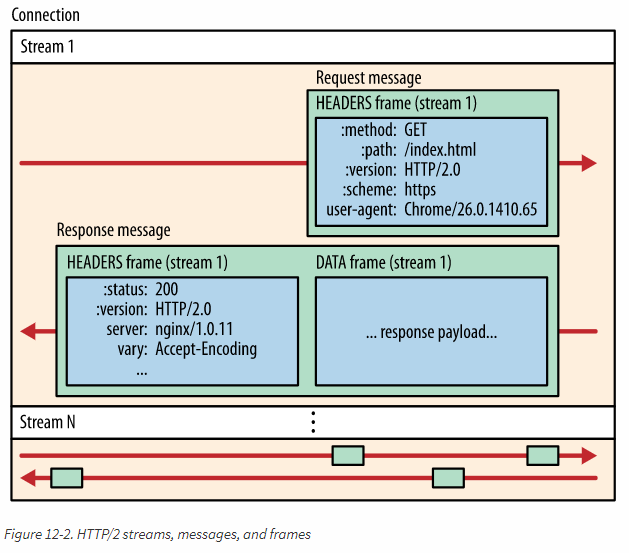 Connection
Stream 1
Request message
HEADERS frame (stream 1)
:method: GET
:path: /index.html
:version: HTTP/2.0
:scheme: https
user-agent: Chrome/26.0.1410.65
Response message
HEADERS frame (stream 1)
:status: 200
:version: HTTP/2.0
server: nginx/1.0.11
vary: Accept-Encoding
...
DATA frame (stream 1)
... response payload...
Stream N
Figure 12-2. HTTP/2 streams, messages, and frames